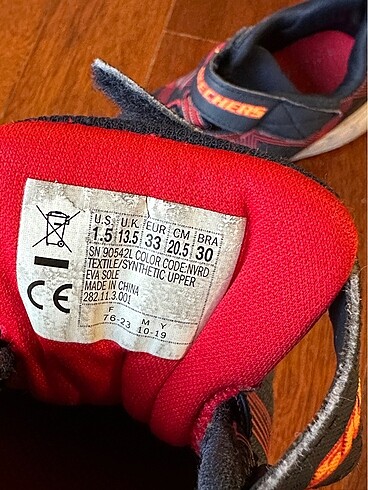 SKECHERS
U.S. U.K. EUR CM BRA
1.5 13.5 33 20.5 30
SN 90542L COLOR CODE:NVRD
TEXTILE/SYNTHETIC UPPER
EVA SOLE
MADE IN CHINA
282.11.3.001
CE
F M Y
76-23 10-19